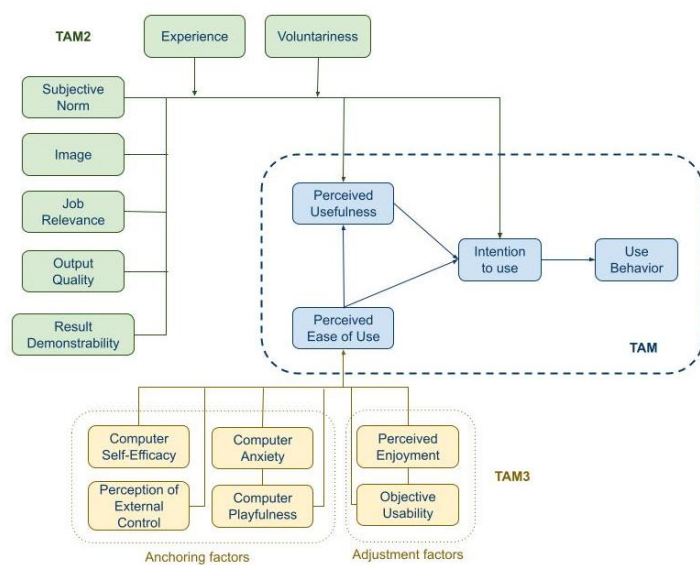 TAM2
Experience
Voluntariness
Subjective
Norm
Image
Job
Relevance
Output
Quality
Result
Demonstrability
Perceived
Usefulness
Intention
to use
Use
Behavior
Perceived
Ease of Use
TAM
Computer
Self-Efficacy
Computer
Anxiety
Perceived
Enjoyment
TAM3
Perception of
External
Control
Computer
Playfulness
Objective
Usability
Anchoring factors
Adjustment factors